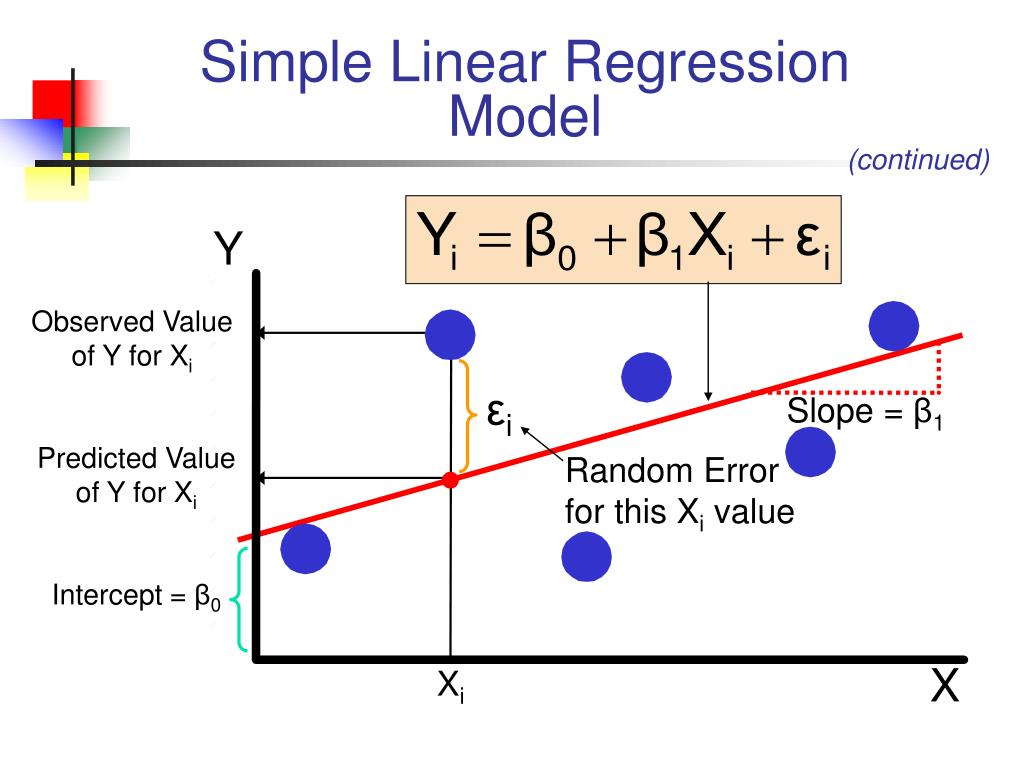 Simple Linear Regression
Model
(continued)
Yᵢ = β₀ + β₁Xᵢ + εᵢ
Y
Observed Value
of Y for Xᵢ
εᵢ
Slope = β₁
Predicted Value
of Y for Xᵢ
Random Error
for this Xᵢ value
Intercept = β₀
Xᵢ
X